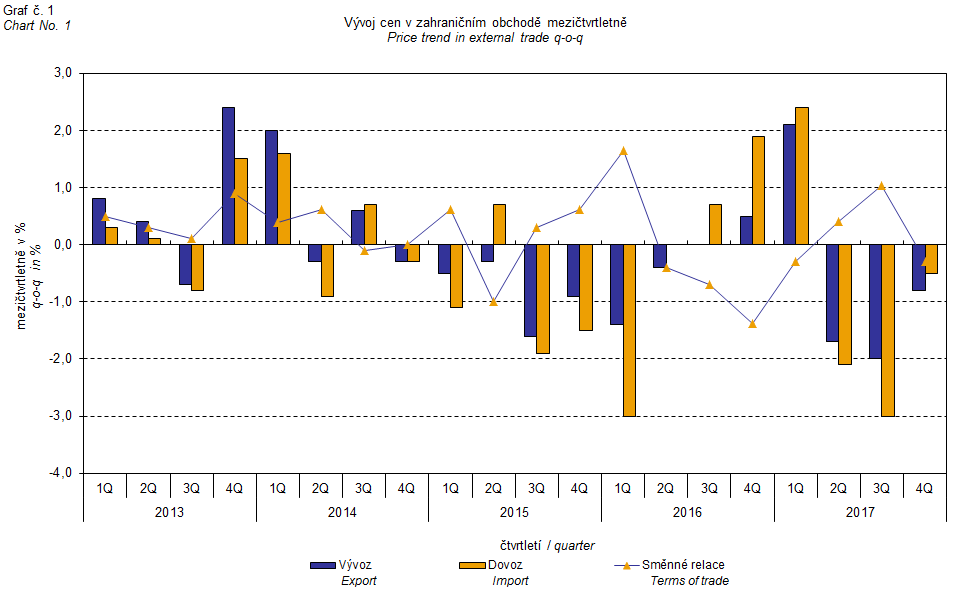 Graf č. 1
Chart No. 1
Vývoj cen v zahraničním obchodě mezičtvrtletně
Price trend in external trade q-o-q
mezičtvrtletně v %
q-o-q in %
3,0
2,0
1,0
0,0
-1,0
-2,0
-3,0
-4,0
1Q 2Q 3Q 4Q 1Q 2Q 3Q 4Q 1Q 2Q 3Q 4Q 1Q 2Q 3Q 4Q 1Q 2Q 3Q 4Q
2013 2014 2015 2016 2017
čtvrtletí / quarter
Vývoz Dovoz Směnné relace
Export Import Terms of trade